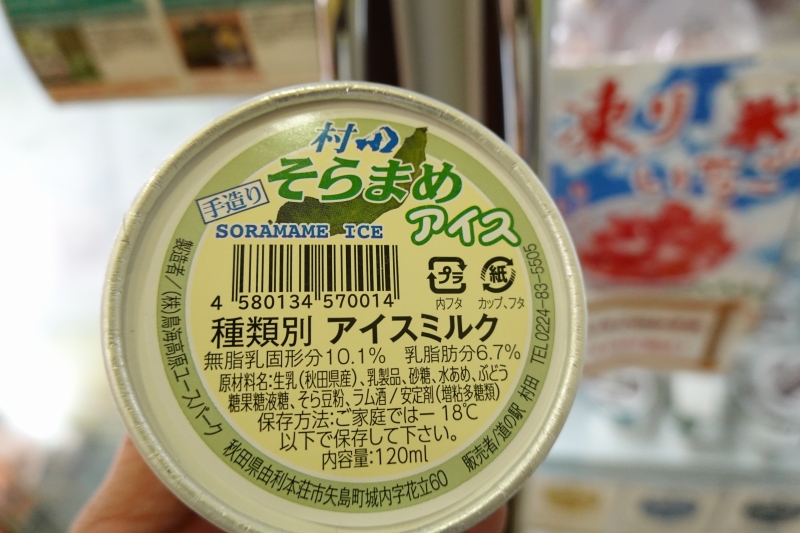 村田
手造り
そらまめ
アイス
SORAMAME ICE
4 580134 570014
プラ
内フタ
紙
カップ、フタ
種類別 アイスミルク
無脂乳固形分10.1% 乳脂肪分6.7%
原材料名:生乳(秋田県産)、乳製品、砂糖、水あめ、ぶどう
糖果糖液糖、そら豆粉、ラム酒/安定剤(増粘多糖類)
保存方法:ご家庭では−18℃
以下で保存して下さい。
内容量:120ml
製造者/(株)鳥海高原ユースパーク
秋田県由利本荘市矢島町城内字花立60
販売者/道の駅 村田 TEL0224-83-5505
凍り